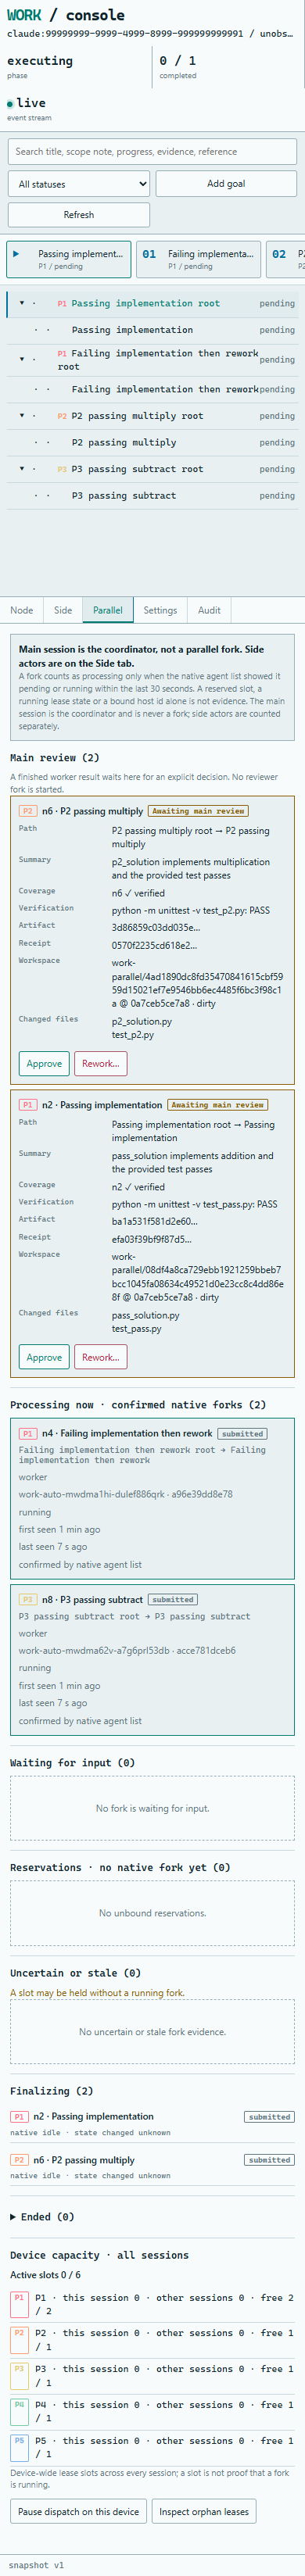 WORK / console
claude:99999999-9999-4999-8999-999999999991 / unobs…
executing
phase
0 / 1
completed
live
event stream
Search title, scope note, progress, evidence, reference
All statuses
Add goal
Refresh
Passing implement…
P1 / pending
01 Failing implementa…
P1 / pending
02
▼ · P1 Passing implementation root pending
· · Passing implementation pending
▼ · P1 Failing implementation then rework root pending
· · Failing implementation then rework pending
▼ · P2 P2 passing multiply root pending
· · P2 passing multiply pending
▼ · P3 P3 passing subtract root pending
· · P3 passing subtract pending
Node Side Parallel Settings Audit
Main session is the coordinator, not a parallel fork. Side
actors are on the Side tab.
A fork counts as processing only when the native agent list showed it
pending or running within the last 30 seconds. A reserved slot, a
running lease state or a bound host id alone is not evidence. The main
session is the coordinator and is never a fork; side actors are counted
separately.
Main review (2)
A finished worker result waits here for an explicit decision. No reviewer
fork is started.
P2 n6 · P2 passing multiply Awaiting main review
Path P2 passing multiply root → P2 passing
multiply
Summary p2_solution implements multiplication
and the provided test passes
Coverage n6 ✓ verified
Verification python -m unittest -v test_p2.py: PASS
Artifact 3d86859c03dd035e…
Receipt 0570f2235cd618e2…
Workspace work-
parallel/4ad1890dc8fd35470841615cbf59
59d15021ef7e9546bb6ec4485f6bc3f98c1
a @ 0a7ceb5ce7a8 · dirty
Changed files p2_solution.py
test_p2.py
Approve Rework…
P1 n2 · Passing implementation Awaiting main review
Path Passing implementation root → Passing
implementation
Summary pass_solution implements addition and
the provided test passes
Coverage n2 ✓ verified
Verification python -m unittest -v test_pass.py: PASS
Artifact ba1a531f581d2e60…
Receipt efa03f39bf9f87d5…
Workspace work-
parallel/08df4a8ca729ebb1921259bbeb7
bcc1045fa08634c49521d0e23cc8c4dd86e
8f @ 0a7ceb5ce7a8 · dirty
Changed files pass_solution.py
test_pass.py
Approve Rework…
Processing now · confirmed native forks (2)
P1 n4 · Failing implementation then rework submitted
Failing implementation then rework root → Failing
implementation then rework
worker
work-auto-mwdma1hi-dulef886qrk · a96e39dd8e78
running
first seen 1 min ago
last seen 7 s ago
confirmed by native agent list
P3 n8 · P3 passing subtract submitted
P3 passing subtract root → P3 passing subtract
worker
work-auto-mwdma62v-a7g6prl53db · acce781dceb6
running
first seen 1 min ago
last seen 7 s ago
confirmed by native agent list
Waiting for input (0)
No fork is waiting for input.
Reservations · no native fork yet (0)
No unbound reservations.
Uncertain or stale (0)
A slot may be held without a running fork.
No uncertain or stale fork evidence.
Finalizing (2)
P1 n2 · Passing implementation submitted
native idle · state changed unknown
P2 n6 · P2 passing multiply submitted
native idle · state changed unknown
▶ Ended (0)
Device capacity · all sessions
Active slots 0 / 6
P1 P1 · this session 0 · other sessions 0 · free 2
/ 2
P2 P2 · this session 0 · other sessions 0 · free 1
/ 1
P3 P3 · this session 0 · other sessions 0 · free 1
/ 1
P4 P4 · this session 0 · other sessions 0 · free 1
/ 1
P5 P5 · this session 0 · other sessions 0 · free 1
/ 1
Device-wide lease slots across every session; a slot is not proof that a fork
is running.
Pause dispatch on this device Inspect orphan leases
snapshot v1